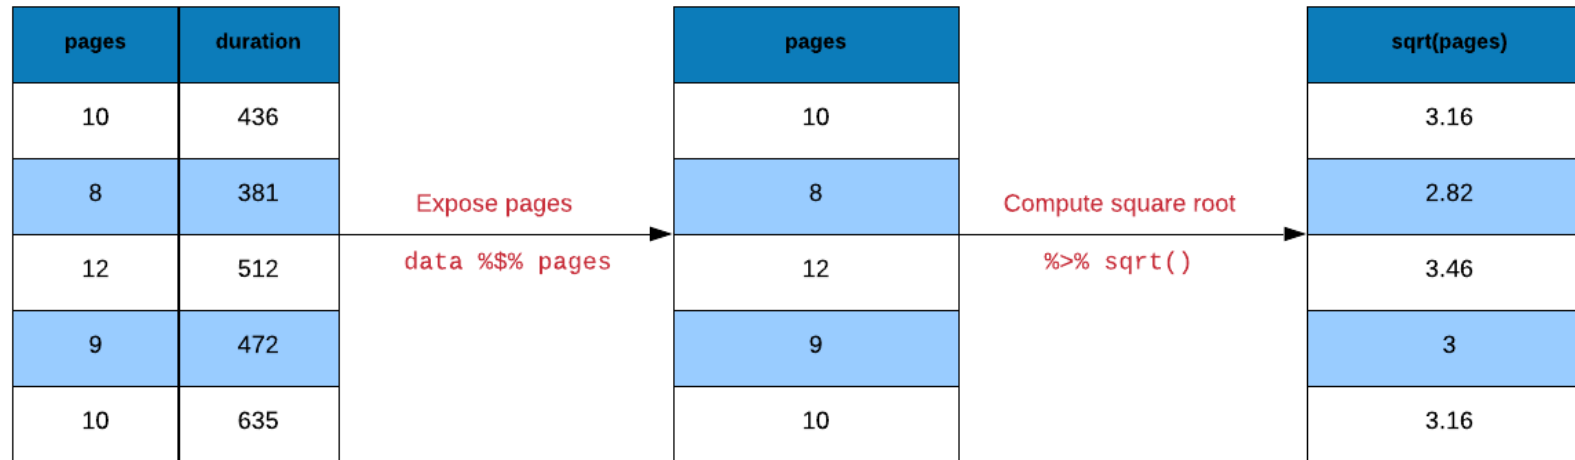 pages duration
10 436
8 381
12 512
9 472
10 635
Expose pages
data %$% pages
pages
10
8
12
9
10
Compute square root
%>% sqrt()
sqrt(pages)
3.16
2.82
3.46
3
3.16